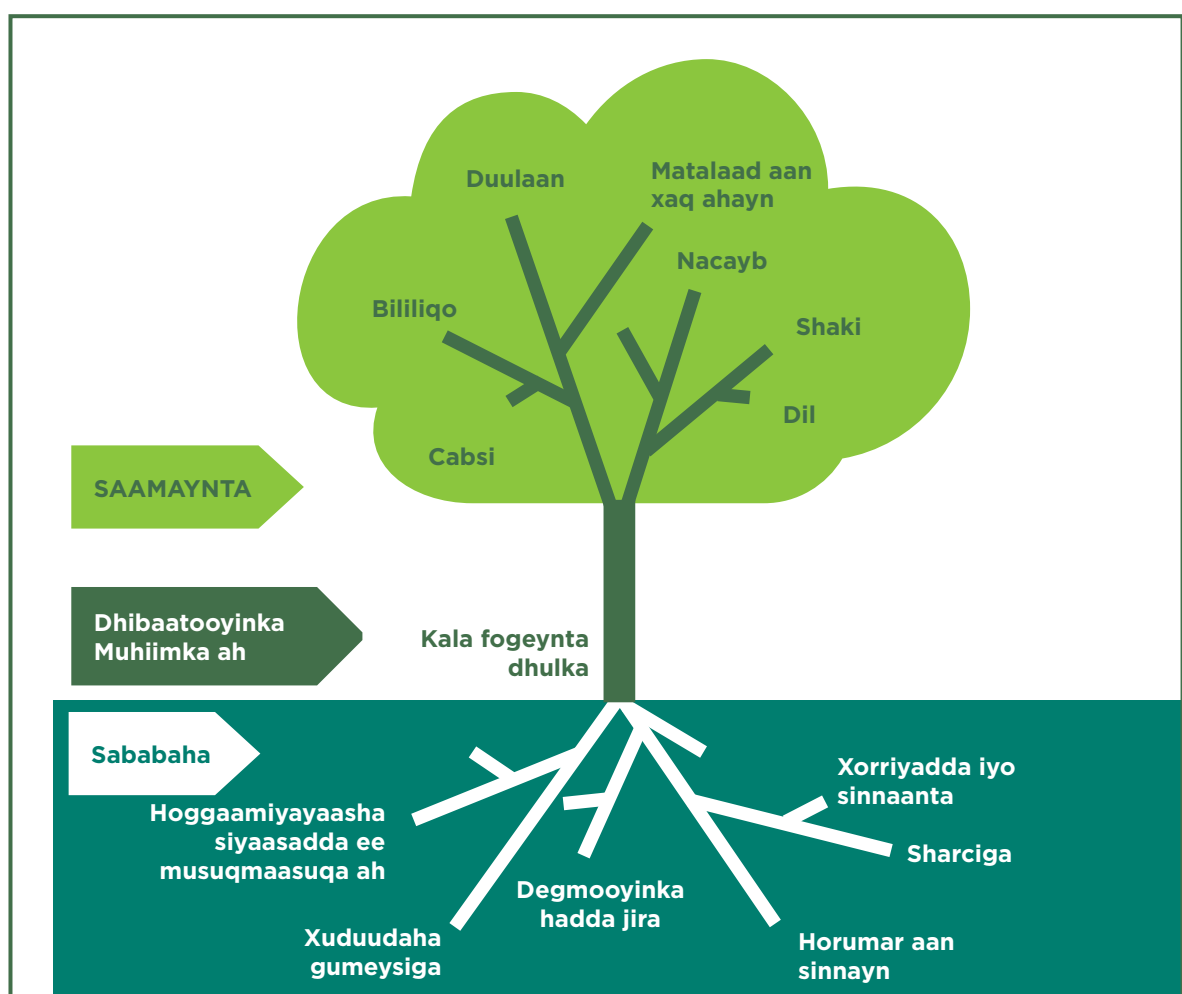 Duulaan
Matalaad aan
xaq ahayn
Nacayb
Bililiqo
Shaki
Dil
Cabsi
SAAMAYNTA
Dhibaatooyinka
Muhiimka ah
Kala fogeynta
dhulka
Sababaha
Xorriyadda iyo
sinnaanta
Hoggaamiyayaasha
siyaasadda ee
musuqmaasuqa ah
Sharciga
Degmooyinka
hadda jira
Xuduudaha
gumeysiga
Horumar aan
sinnayn